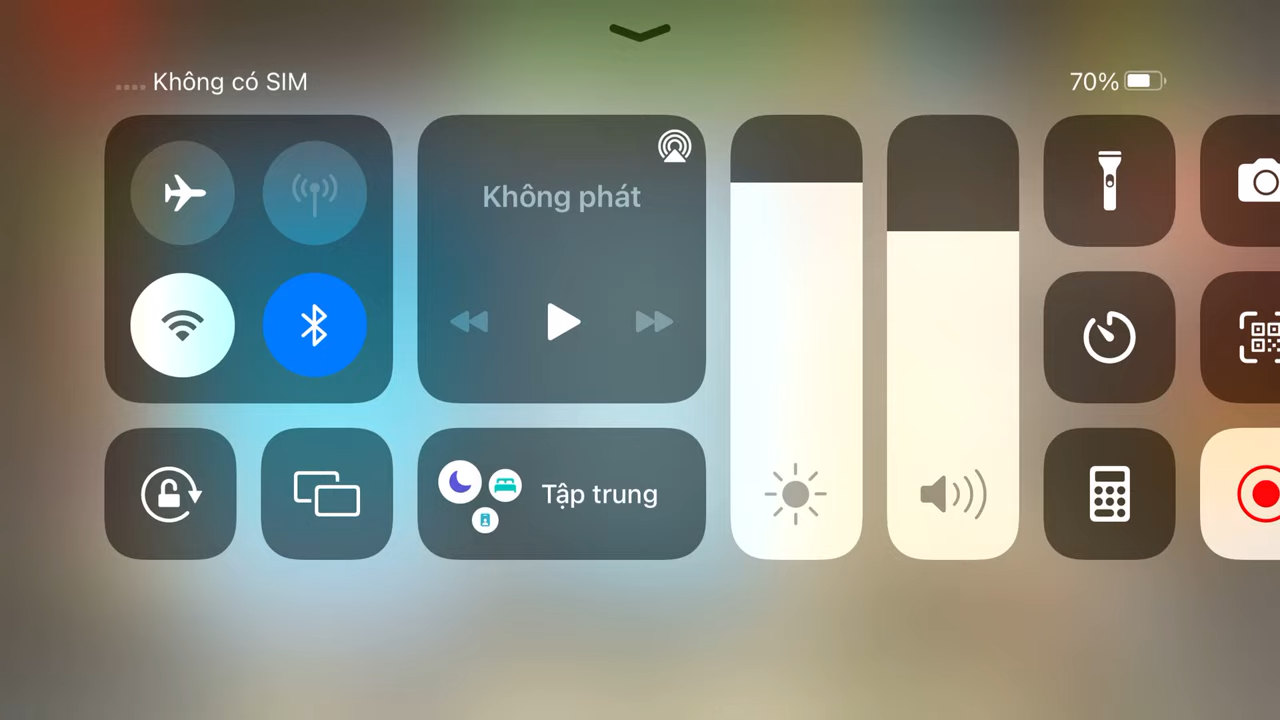 Không có SIM
70%
Không phát
Tập trung